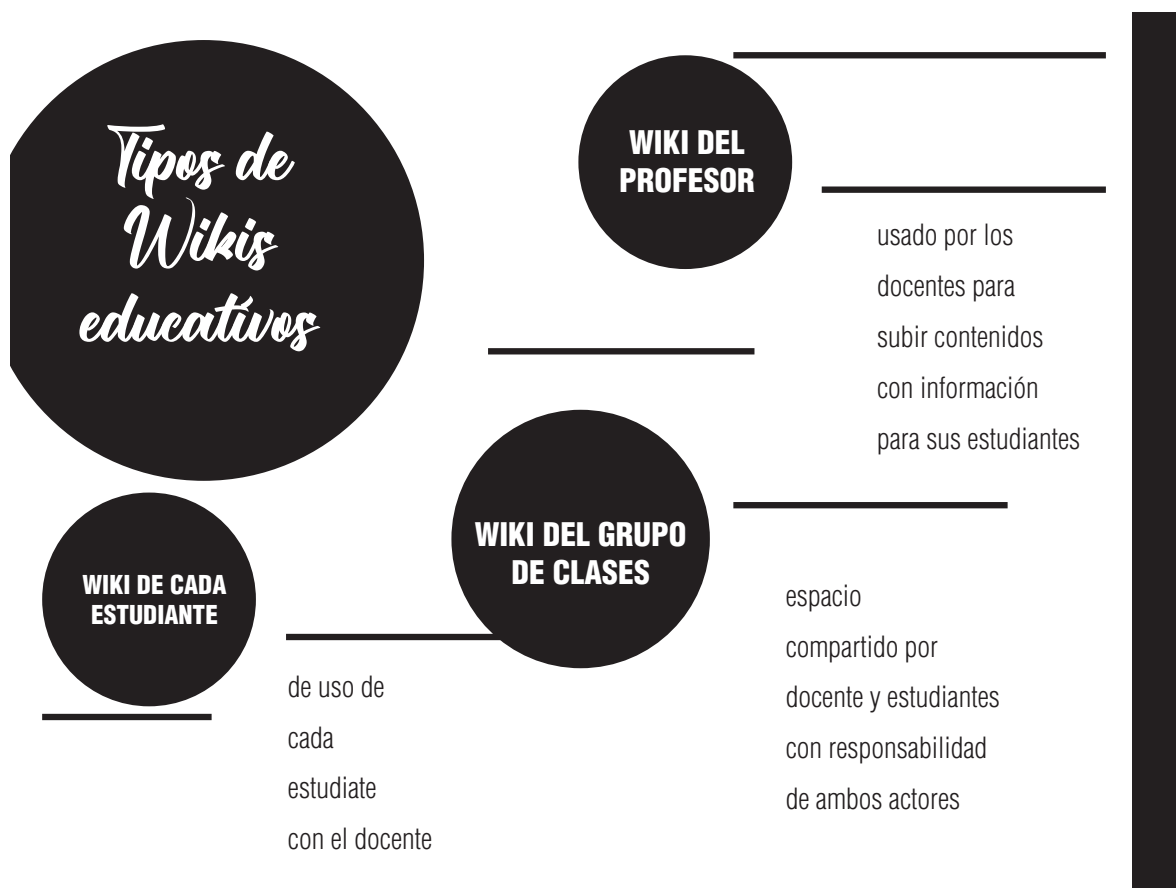 Tipos de
Wikis
educativos
WIKI DEL
PROFESOR
usado por los
docentes para
subir contenidos
con información
para sus estudiantes
WIKI DEL GRUPO
DE CLASES
espacio
compartido por
docente y estudiantes
con responsabilidad
de ambos actores
WIKI DE CADA
ESTUDIANTE
de uso de
cada
estudiate
con el docente